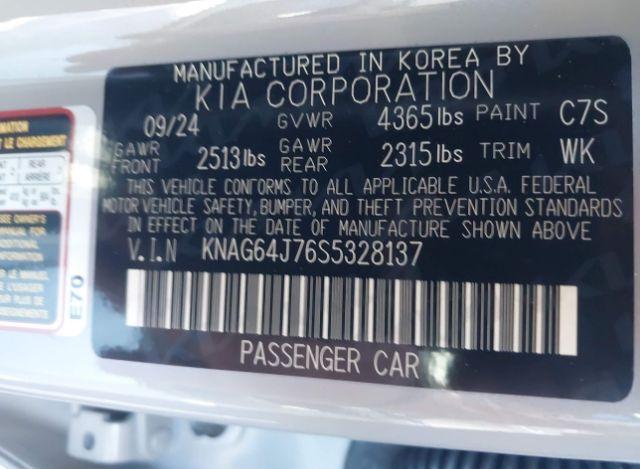 MANUFACTURED IN KOREA BY
KIA CORPORATION
09/24 GVWR 4365 lbs PAINT C7S
GAWR FRONT 2513 lbs GAWR REAR 2315 lbs TRIM WK
THIS VEHICLE CONFORMS TO ALL APPLICABLE U.S.A. FEDERAL
MOTOR VEHICLE SAFETY, BUMPER, AND THEFT PREVENTION STANDARDS
IN EFFECT ON THE DATE OF MANUFACTURE SHOWN ABOVE
V.I.N KNAG64J76S5328137
PASSENGER CAR
E70
REAR
ARRIÈRE